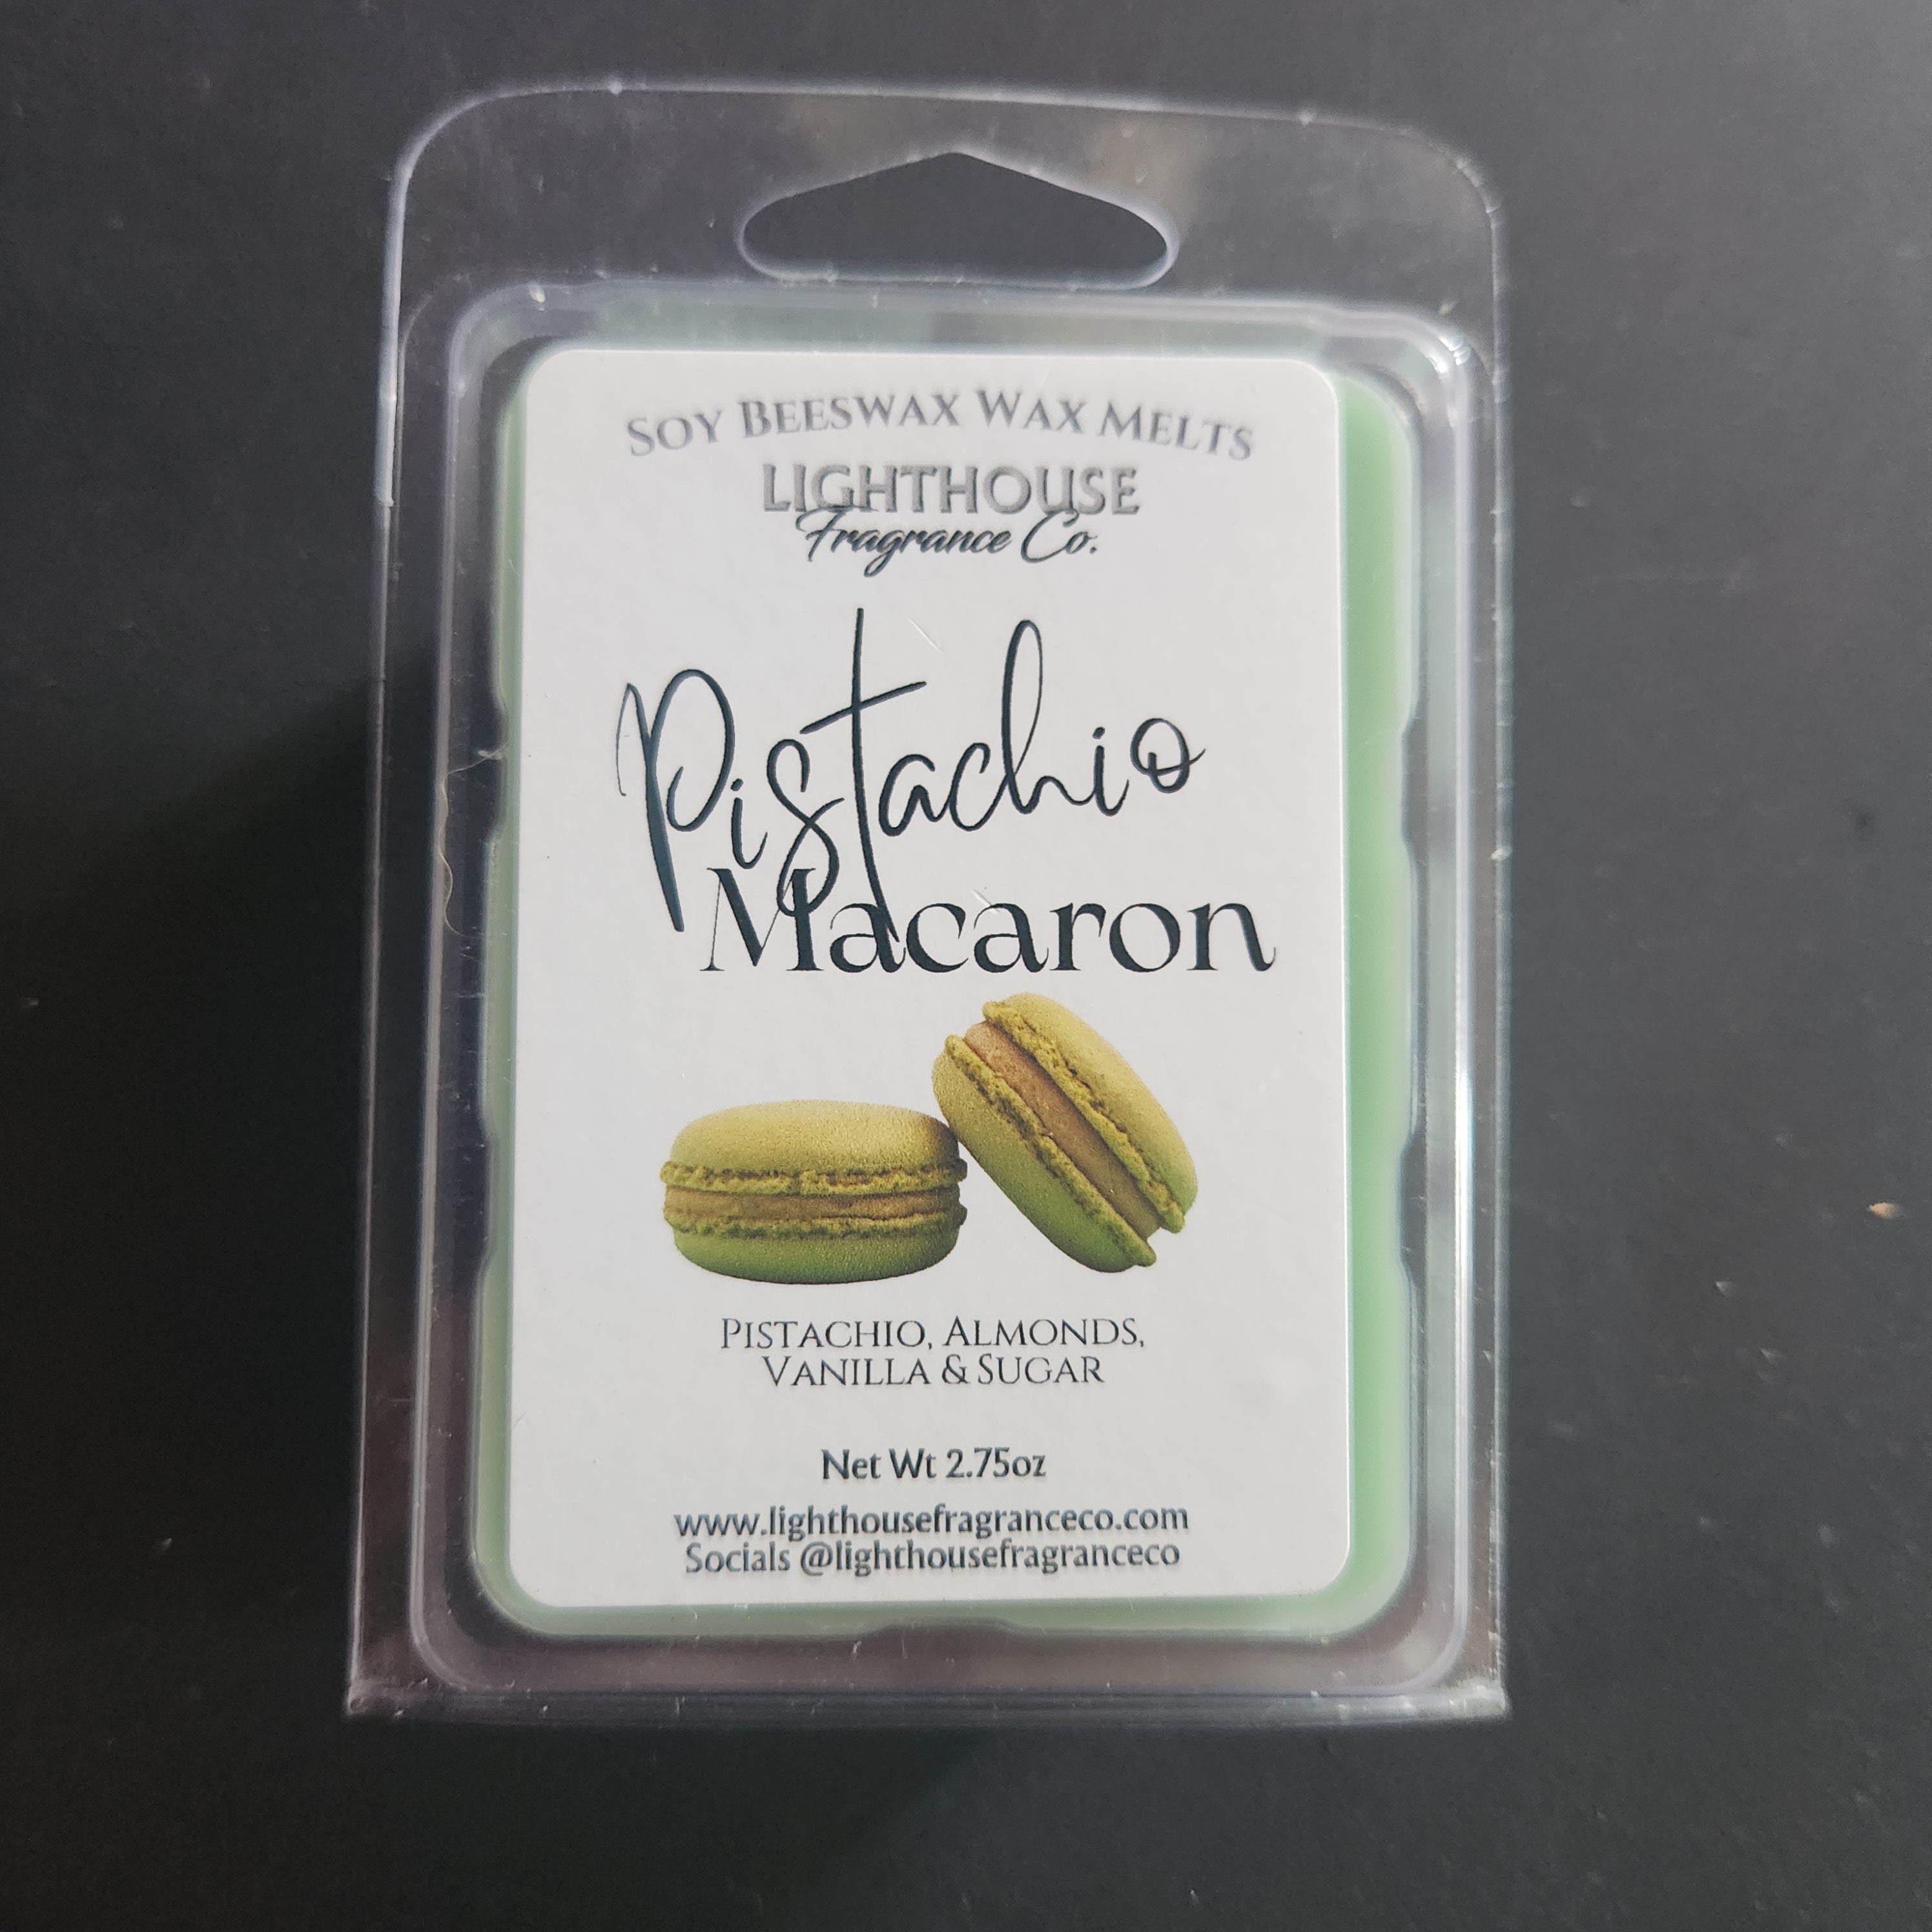 Soy Beeswax Wax Melts
LIGHTHOUSE
Fragrance Co.
Pistachio
Macaron
Pistachio, Almonds,
Vanilla & Sugar
Net Wt 2.75oz
www.lighthousefragranceco.com
Socials @lighthousefragranceco